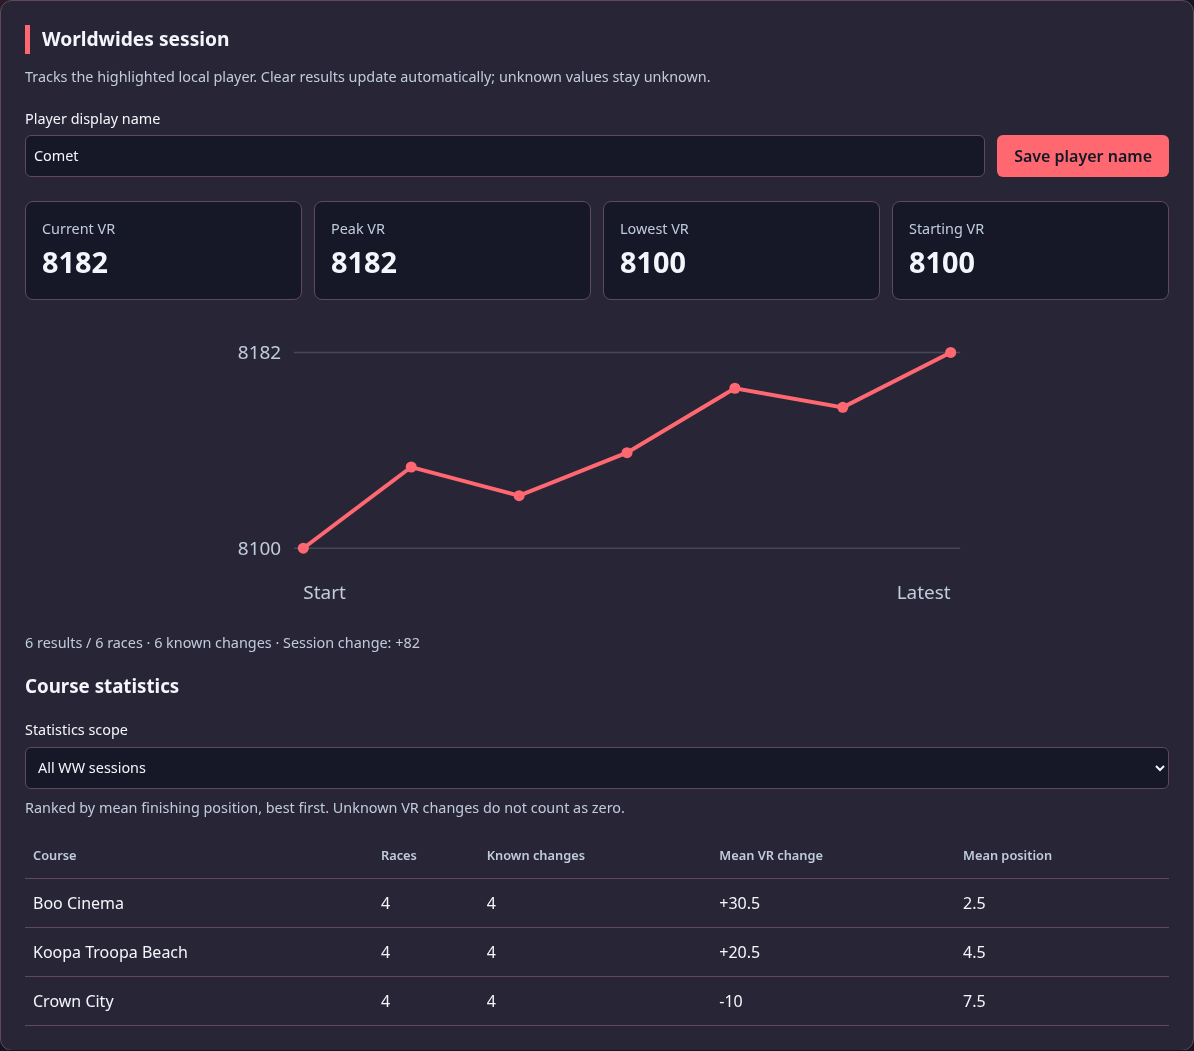 Worldwides session
Tracks the highlighted local player. Clear results update automatically; unknown values stay unknown.
Player display name
Comet
Save player name
Current VR
8182
Peak VR
8182
Lowest VR
8100
Starting VR
8100
8182
8100
Start
Latest
6 results / 6 races · 6 known changes · Session change: +82
Course statistics
Statistics scope
All WW sessions
Ranked by mean finishing position, best first. Unknown VR changes do not count as zero.
Course Races Known changes Mean VR change Mean position
Boo Cinema 4 4 +30.5 2.5
Koopa Troopa Beach 4 4 +20.5 4.5
Crown City 4 4 -10 7.5